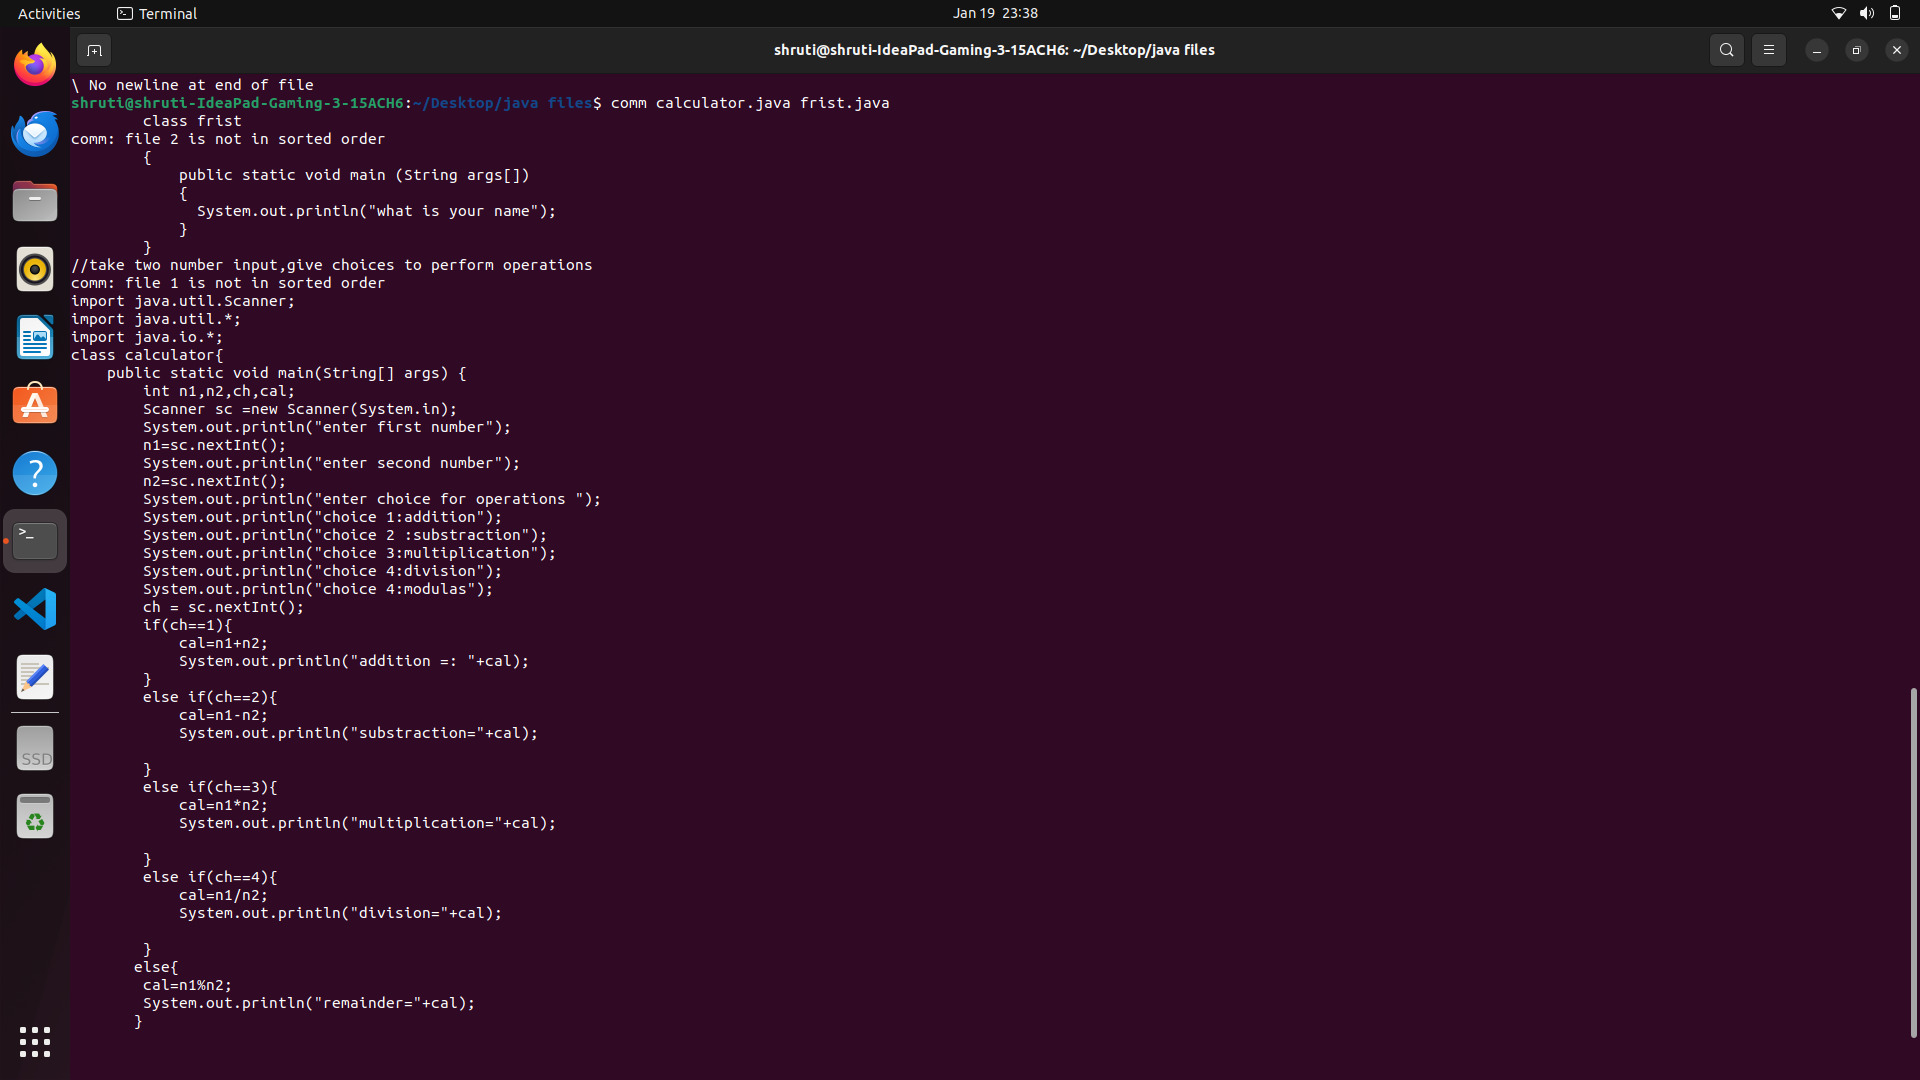 Activities
Terminal
Jan 19 23:38
shruti@shruti-IdeaPad-Gaming-3-15ACH6: ~/Desktop/java files
\ No newline at end of file
shruti@shruti-IdeaPad-Gaming-3-15ACH6:~/Desktop/java files$ comm calculator.java frist.java
        class frist
comm: file 2 is not in sorted order
        {
            public static void main (String args[])
            {
              System.out.println("what is your name");
            }
        }
//take two number input,give choices to perform operations
comm: file 1 is not in sorted order
import java.util.Scanner;
import java.util.*;
import java.io.*;
class calculator{
    public static void main(String[] args) {
        int n1,n2,ch,cal;
        Scanner sc =new Scanner(System.in);
        System.out.println("enter first number");
        n1=sc.nextInt();
        System.out.println("enter second number");
        n2=sc.nextInt();
        System.out.println("enter choice for operations ");
        System.out.println("choice 1:addition");
        System.out.println("choice 2 :substraction");
        System.out.println("choice 3:multiplication");
        System.out.println("choice 4:division");
        System.out.println("choice 4:modulas");
        ch = sc.nextInt();
        if(ch==1){
            cal=n1+n2;
            System.out.println("addition =: "+cal);
        }
        else if(ch==2){
            cal=n1-n2;
            System.out.println("substraction="+cal);

        }
        else if(ch==3){
            cal=n1*n2;
            System.out.println("multiplication="+cal);

        }
        else if(ch==4){
            cal=n1/n2;
            System.out.println("division="+cal);

        }
       else{
        cal=n1%n2;
        System.out.println("remainder="+cal);
       }
SSD